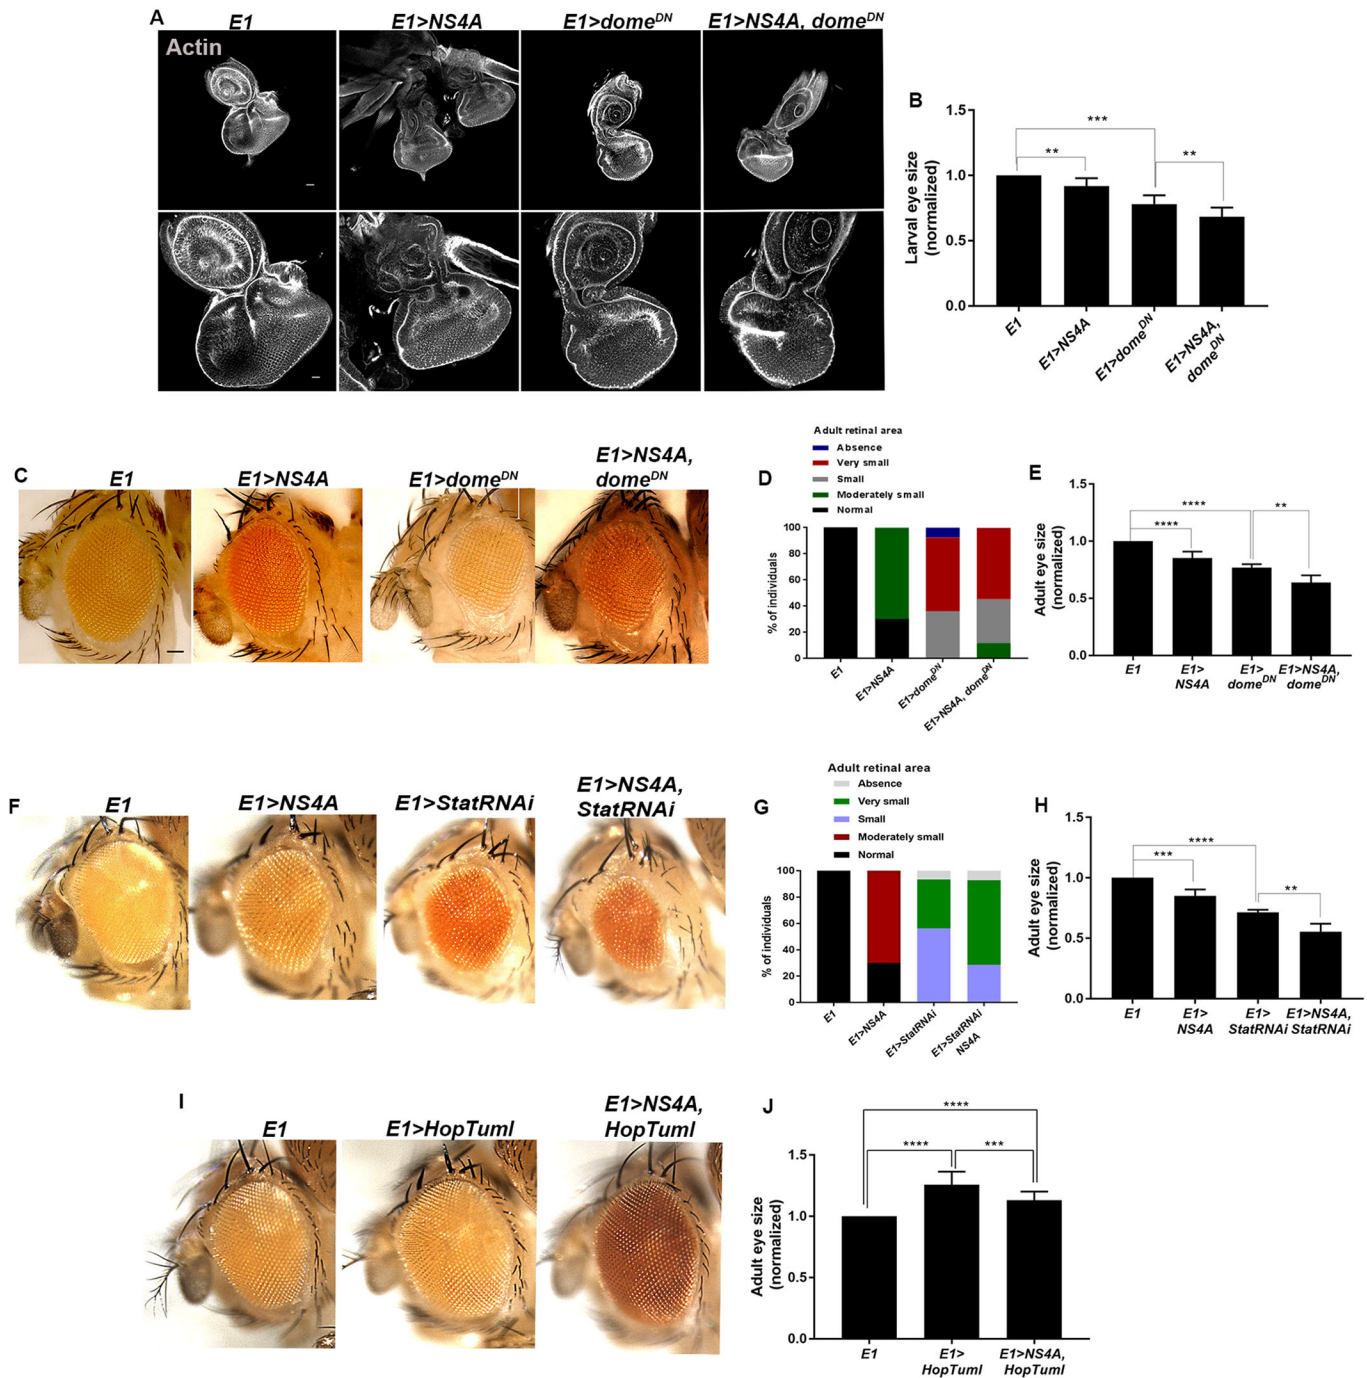 A
E1
E1>NS4A
E1>dome^DN
E1>NS4A, dome^DN
Actin
B
Larval eye size
(normalized)
1.5
1.0
0.5
0.0
***
**
**
E1
E1>NS4A
E1>dome^DN
E1>NS4A,
dome^DN
C
E1
E1>NS4A
E1>dome^DN
E1>NS4A,
dome^DN
D
Adult retinal area
Absence
Very small
Small
Moderately small
Normal
% of individuals
100
80
60
40
20
0
E1
E1>NS4A
E1>dome^DN
E1>NS4A, dome^DN
E
Adult eye size
(normalized)
1.5
1.0
0.5
0.0
****
**
****
E1
E1>
NS4A
E1>
dome^DN
E1>NS4A,
dome^DN
F
E1
E1>NS4A
E1>StatRNAi
E1>NS4A,
StatRNAi
G
Adult retinal area
Absence
Very small
Small
Moderately small
Normal
% of individuals
100
80
60
40
20
0
E1
E1>NS4A
E1>StatRNAi
E1>StatRNAi
NS4A
H
Adult eye size
(normalized)
1.5
1.0
0.5
0.0
****
***
**
E1
E1>
NS4A
E1>
StatRNAi
E1>NS4A,
StatRNAi
I
E1
E1>HopTuml
E1>NS4A,
HopTuml
J
Adult eye size
(normalized)
1.5
1.0
0.5
0.0
****
****
***
E1
E1>
HopTuml
E1>NS4A,
HopTuml